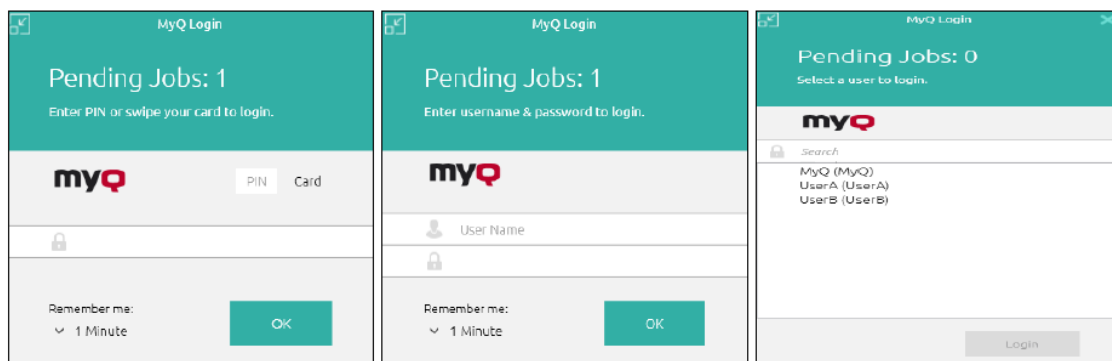 MyQ Login
Pending Jobs: 1
Enter PIN or swipe your card to login.
myQ
PIN Card
Remember me:
1 Minute
OK
MyQ Login
Pending Jobs: 1
Enter username & password to login.
myQ
User Name
Remember me:
1 Minute
OK
MyQ Login
Pending Jobs: 0
Select a user to login.
myQ
Search
MyQ (MyQ)
UserA (UserA)
UserB (UserB)
Login